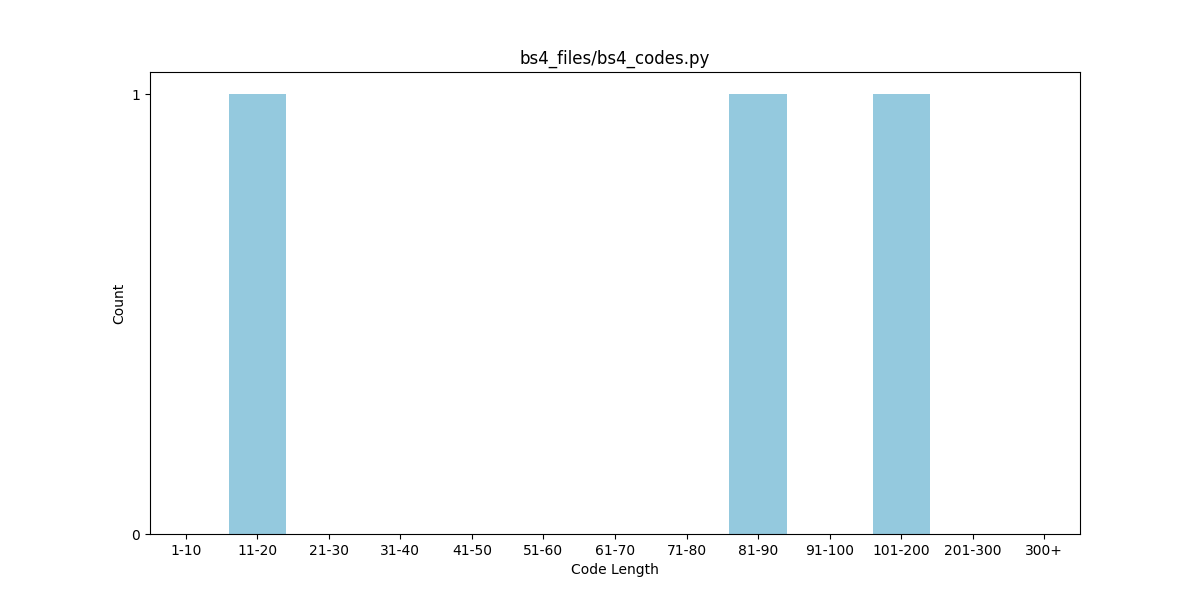 bs4_files/bs4_codes.py
1
Count
0
1-10 11-20 21-30 31-40 41-50 51-60 61-70 71-80 81-90 91-100 101-200 201-300 300+
Code Length